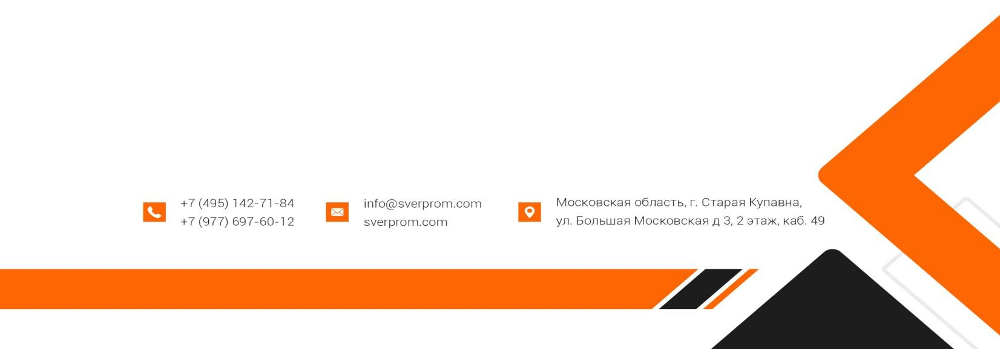 +7 (495) 142-71-84
+7 (977) 697-60-12
info@sverprom.com
sverprom.com
Московская область, г. Старая Купавна,
ул. Большая Московская д 3, 2 этаж, каб. 49